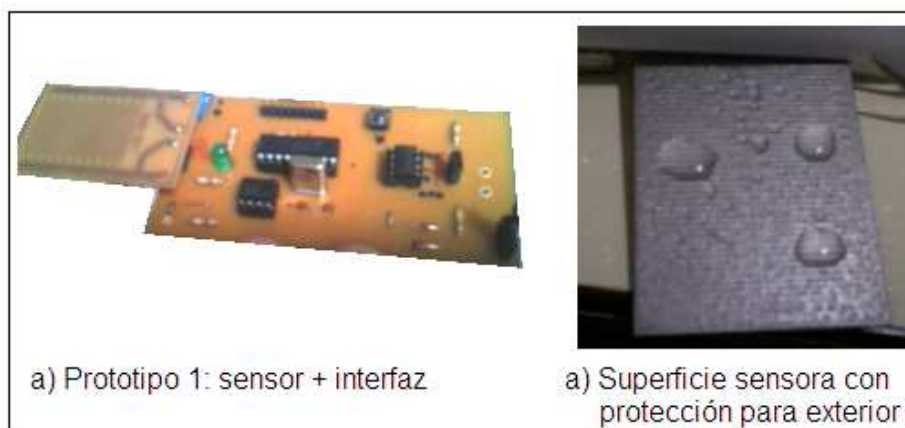 a) Prototipo 1: sensor + interfaz
a) Superficie sensora con
protección para exterior